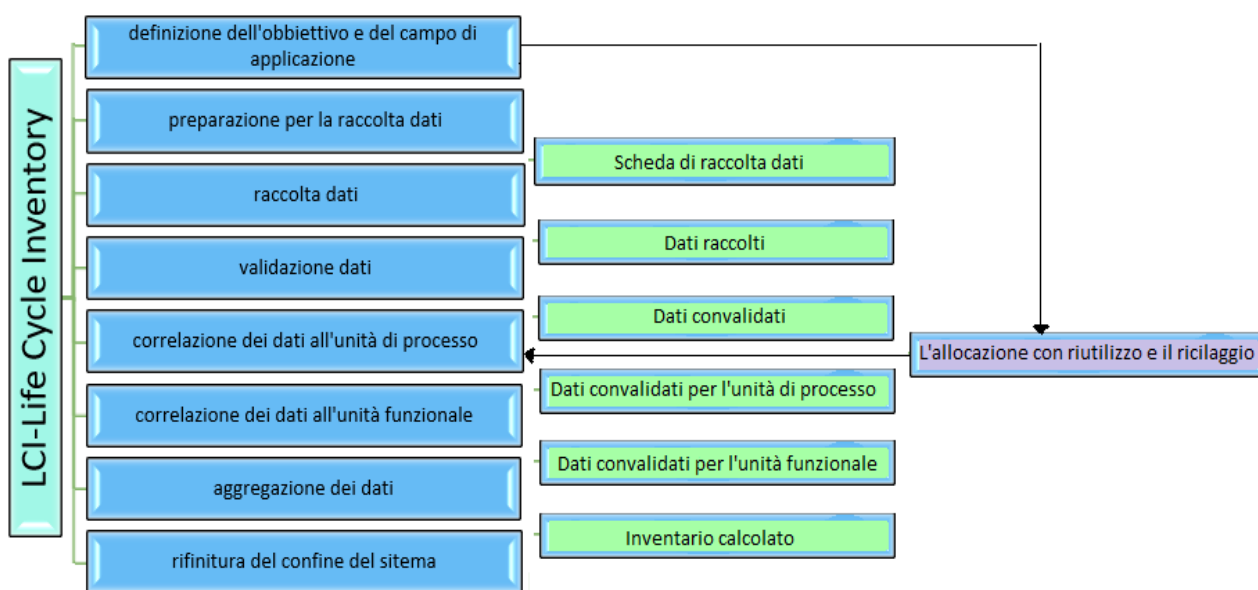 LCI-Life Cycle Inventory
definizione dell'obbiettivo e del campo di
applicazione
preparazione per la raccolta dati
Scheda di raccolta dati
raccolta dati
Dati raccolti
validazione dati
Dati convalidati
correlazione dei dati all'unità di processo
L'allocazione con riutilizzo e il ricilaggio
Dati convalidati per l'unità di processo
correlazione dei dati all'unità funzionale
Dati convalidati per l'unità funzionale
aggregazione dei dati
Inventario calcolato
rifinitura del confine del sitema